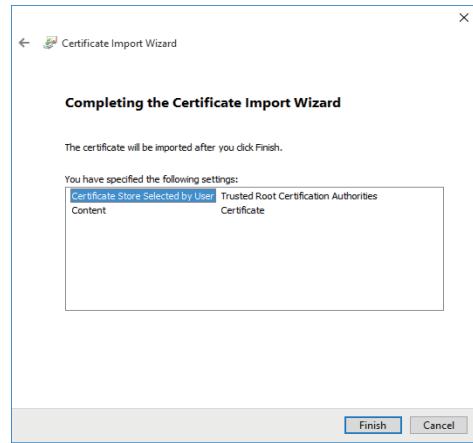 Certificate Import Wizard
Completing the Certificate Import Wizard
The certificate will be imported after you click Finish.
You have specified the following settings:
Certificate Store Selected by User Trusted Root Certification Authorities
Content Certificate
Finish Cancel